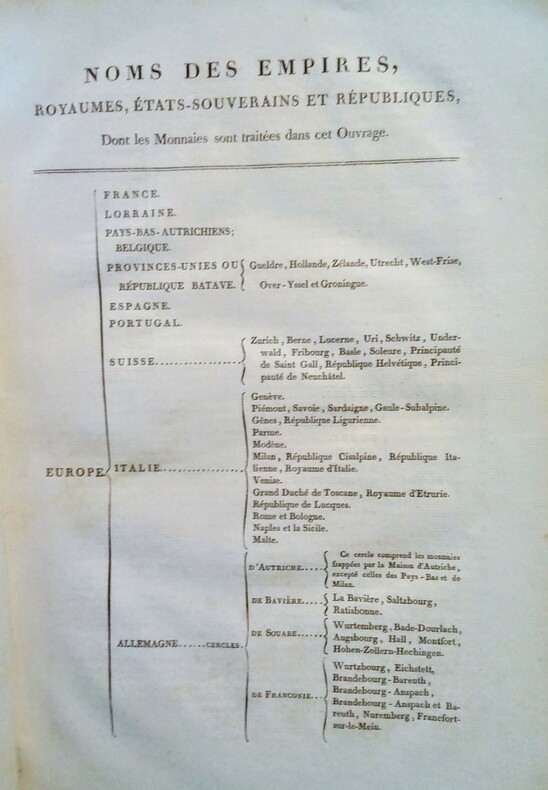 NOMS DES EMPIRES,
ROYAUMES, ÉTATS-SOUVERAINS ET RÉPUBLIQUES,
Dont les Monnaies sont traitées dans cet Ouvrage.
EUROPE
FRANCE.
LORRAINE.
PAYS-BAS-AUTRICHIENS;
BELGIQUE.
PROVINCES-UNIES OU
RÉPUBLIQUE BATAVE.
Gueldre, Hollande, Zélande, Utrecht, West-Frise,
Over-Yssel et Groningue.
ESPAGNE.
PORTUGAL.
SUISSE
Zurich, Berne, Lucerne, Uri, Schwitz, Under-
wald, Fribourg, Basle, Soleure, Principauté
de Saint Gall, République Helvétique, Princi-
pauté de Neuchâtel.
ITALIE
Genève.
Piémont, Savoie, Sardaigne, Gaule-Subalpine.
Gênes, République Ligurienne.
Parme.
Modène.
Milan, République Cisalpine, République Ita-
lienne, Royaume d'Italie.
Venise.
Grand Duché de Toscane, Royaume d'Etrurie.
République de Lucques.
Rome et Bologne.
Naples et la Sicile.
Malte.
ALLEMAGNE......CERCLES
D'AUTRICHE.....
Ce cercle comprend les monnaies
frappées par la Maison d'Autriche,
excepté celles des Pays-Bas et de
Milan.
DE BAVIÈRE.....
La Bavière, Saltzbourg,
Ratisbonne.
DE SOUABE.....
Wurtemberg, Bade-Dourlach,
Augsbourg, Hall, Montfort,
Hohen-Zollern-Hechingen.
DE FRANCONIE...
Wurtzbourg, Eichstett,
Brandebourg-Bareuth,
Brandebourg-Anspach,
Brandebourg-Anspach et Ba-
reuth, Nuremberg, Francfort-
sur-le-Mein.